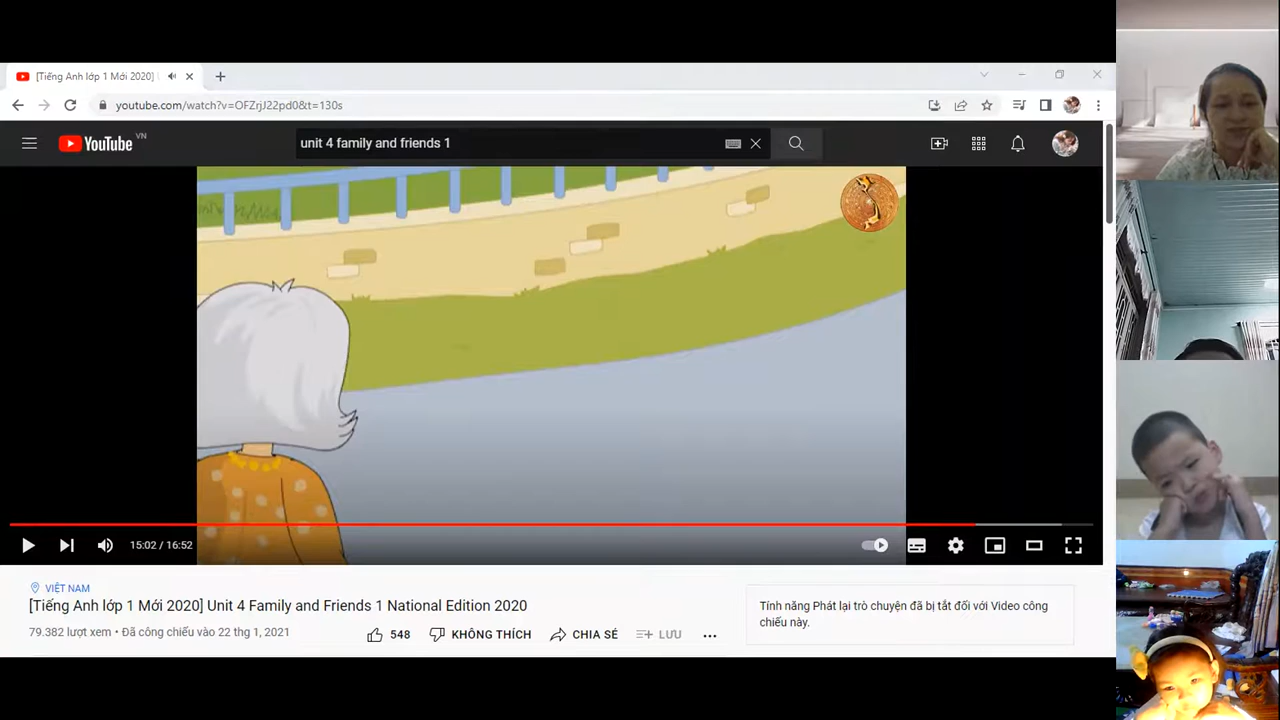 [Tiếng Anh lớp 1 Mới 2020] U
youtube.com/watch?v=OFZrjJ22pd0&t=130s
YouTube VN
unit 4 family and friends 1
15:02 / 16:52
VIỆT NAM
[Tiếng Anh lớp 1 Mới 2020] Unit 4 Family and Friends 1 National Edition 2020
79.382 lượt xem • Đã công chiếu vào 22 thg 1, 2021
548
KHÔNG THÍCH
CHIA SẺ
LƯU
Tính năng Phát lại trò chuyện đã bị tắt đối với Video công
chiếu này.